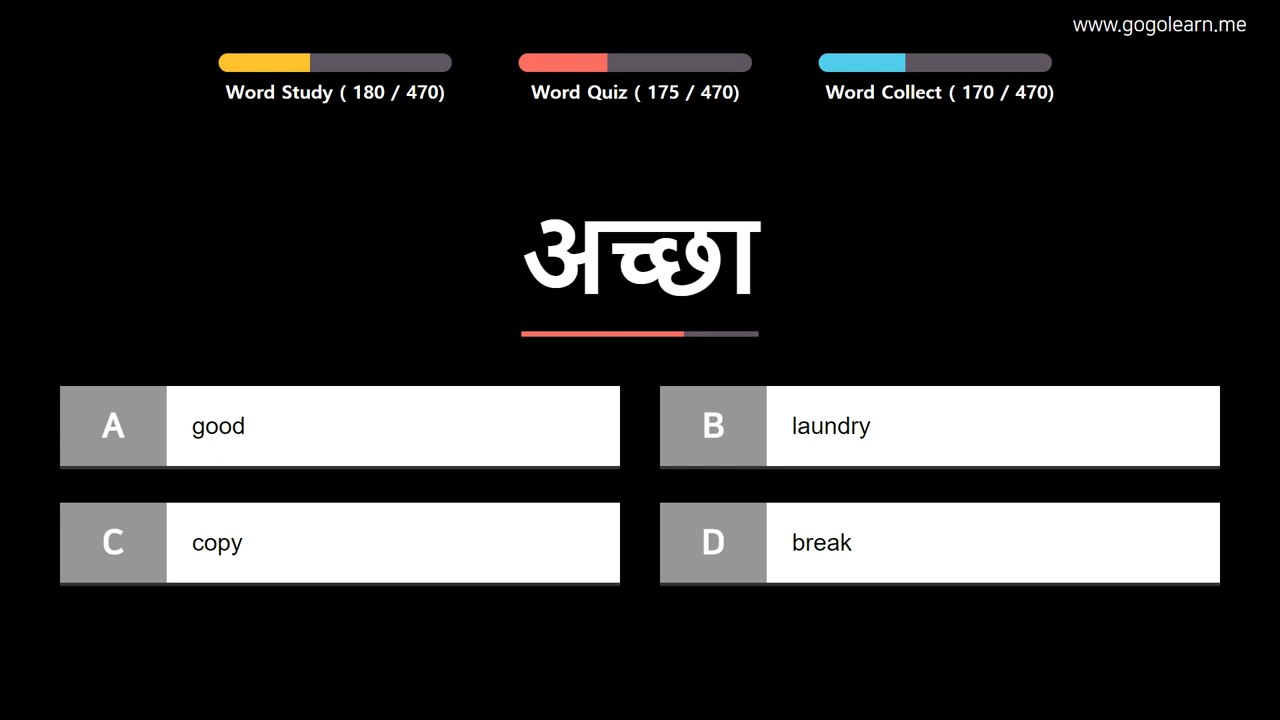 www.gogolearn.me
Word Study ( 180 / 470)
Word Quiz ( 175 / 470)
Word Collect ( 170 / 470)
अच्छा
A good
B laundry
C copy
D break